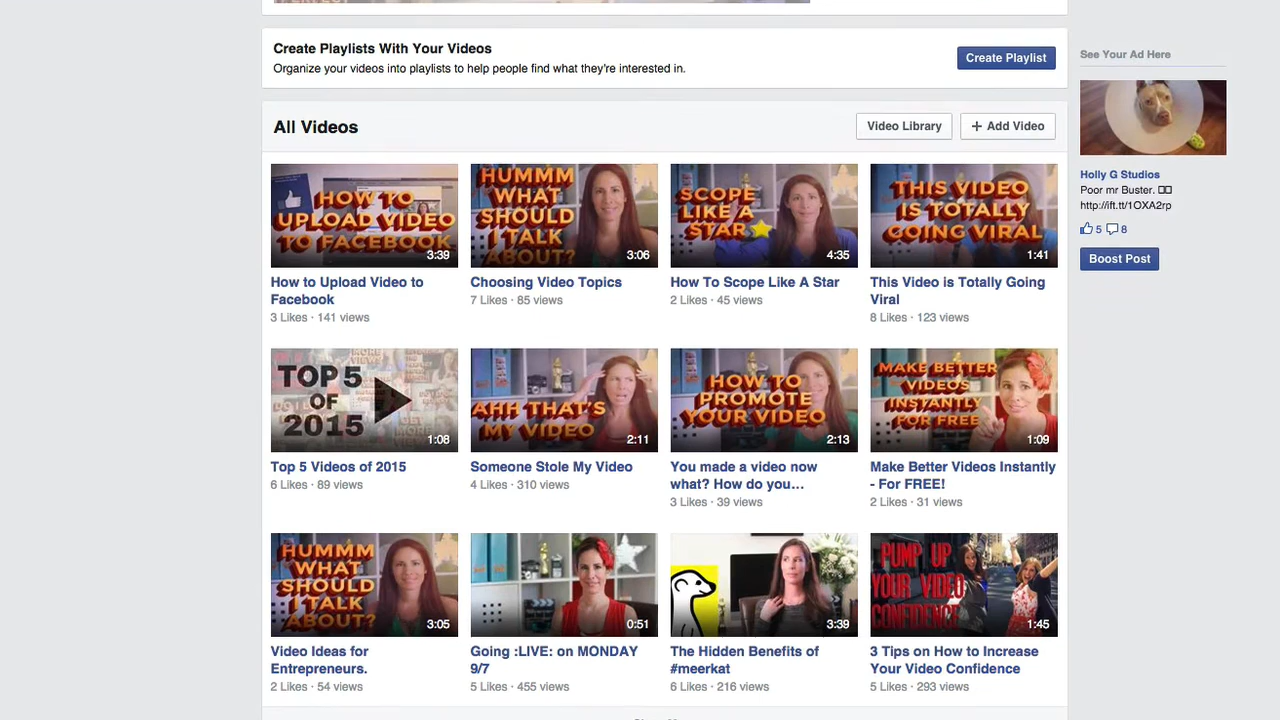 PERFECT
Create Playlists With Your Videos
Organize your videos into playlists to help people find what they're interested in.
Create Playlist
See Your Ad Here
All Videos
Video Library
+ Add Video
HOW TO
UPLOAD VIDEO
TO FACEBOOK
3:39
How to Upload Video to
Facebook
3 Likes · 141 views
HUMMM
WHAT
SHOULD
I TALK
ABOUT?
3:06
Choosing Video Topics
7 Likes · 85 views
SCOPE
LIKE A
STAR
4:35
How To Scope Like A Star
2 Likes · 45 views
THIS VIDEO
IS TOTALLY
GOING VIRAL
1:41
This Video is Totally Going
Viral
8 Likes · 123 views
Holly G Studios
Poor mr Buster.
http://ift.tt/1OXA2rp
5 8
Boost Post
TOP 5
OF
2015
1:08
Top 5 Videos of 2015
6 Likes · 89 views
AHH THAT'S
MY VIDEO
2:11
Someone Stole My Video
4 Likes · 310 views
HOW TO
PROMOTE
YOUR VIDEO
2:13
You made a video now
what? How do you...
3 Likes · 39 views
MAKE BETTER
VIDEOS
INSTANTLY
FOR FREE
1:09
Make Better Videos Instantly
- For FREE!
2 Likes · 31 views
HUMMM
WHAT
SHOULD
I TALK
ABOUT?
3:05
Video Ideas for
Entrepreneurs.
2 Likes · 54 views
0:51
Going :LIVE: on MONDAY
9/7
5 Likes · 455 views
3:39
The Hidden Benefits of
#meerkat
6 Likes · 216 views
PUMP UP
YOUR VIDEO
CONFIDENCE
1:45
3 Tips on How to Increase
Your Video Confidence
5 Likes · 293 views